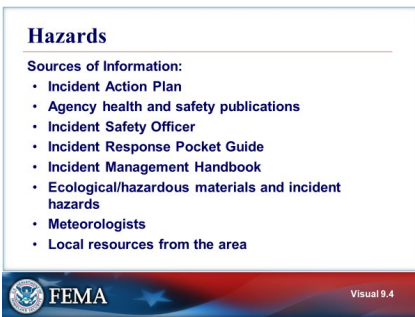 Hazards
Sources of Information:
• Incident Action Plan
• Agency health and safety publications
• Incident Safety Officer
• Incident Response Pocket Guide
• Incident Management Handbook
• Ecological/hazardous materials and incident
hazards
• Meteorologists
• Local resources from the area
FEMA
Visual 9.4